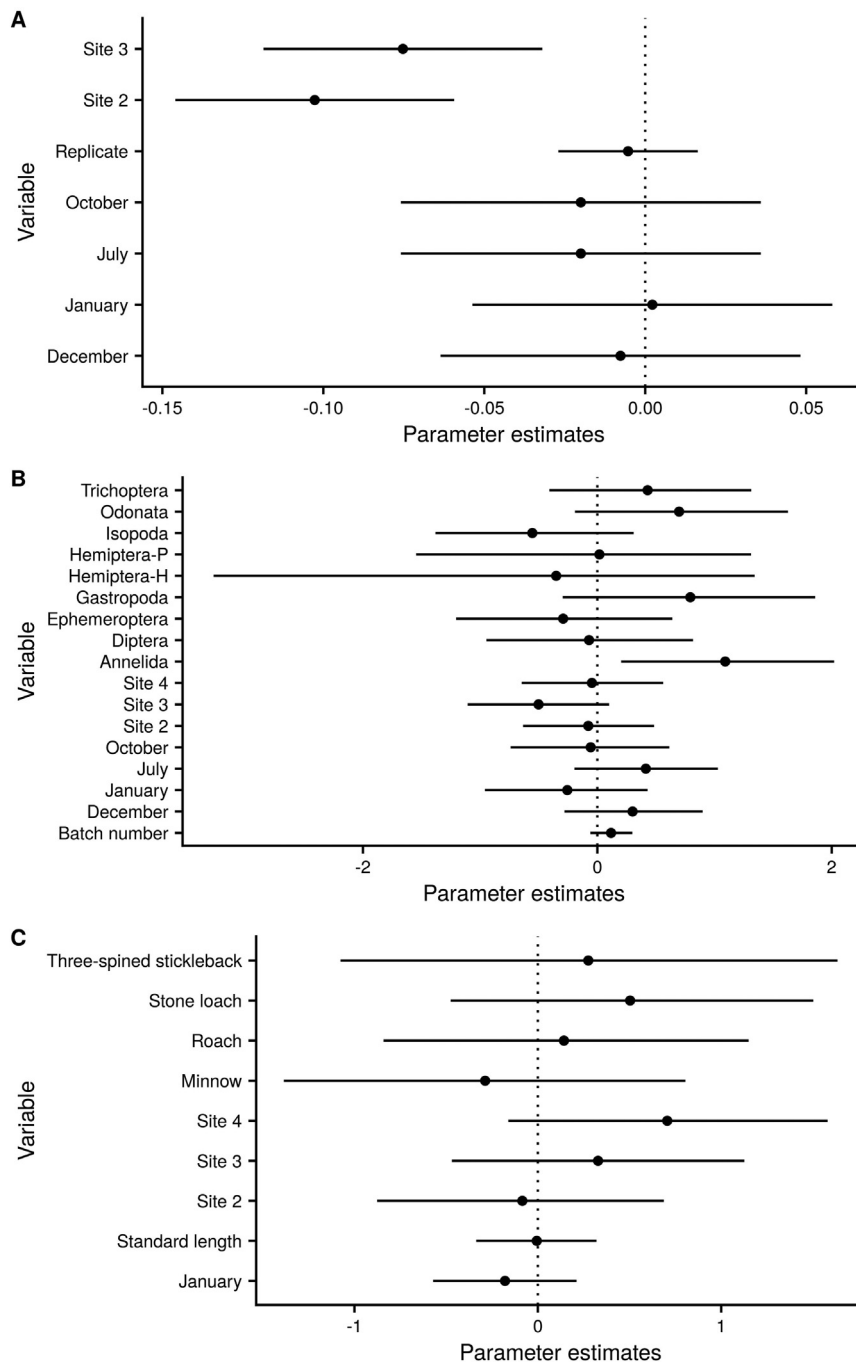 A
Variable
Site 3
Site 2
Replicate
October
July
January
December
-0.15 -0.10 -0.05 0.00 0.05
Parameter estimates
B
Variable
Trichoptera
Odonata
Isopoda
Hemiptera-P
Hemiptera-H
Gastropoda
Ephemeroptera
Diptera
Annelida
Site 4
Site 3
Site 2
October
July
January
December
Batch number
-2 0 2
Parameter estimates
C
Variable
Three-spined stickleback
Stone loach
Roach
Minnow
Site 4
Site 3
Site 2
Standard length
January
-1 0 1
Parameter estimates